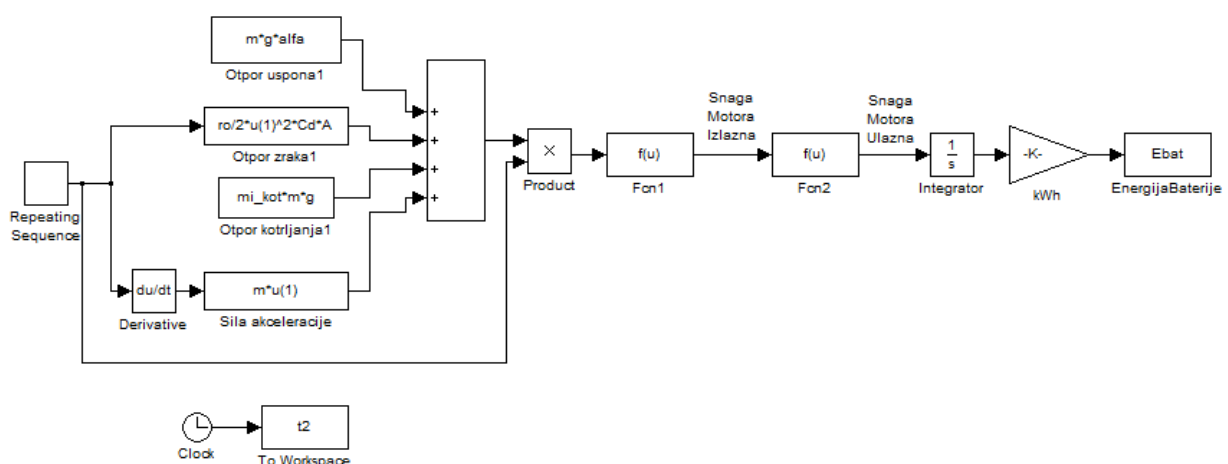 m*g*alfa
Otpor uspona1
ro/2*u(1)^2*Cd*A
Otpor zraka1
mi_kot*m*g
Otpor kotrljanja1
Repeating
Sequence
du/dt
Derivative
m*u(1)
Sila akceleracije
+
+
+
+
×
Product
f(u)
Fcn1
Snaga
Motora
Izlazna
f(u)
Fcn2
Snaga
Motora
Ulazna
1
s
Integrator
-K-
kWh
Ebat
EnergijaBaterije
Clock
t2
To Workspace